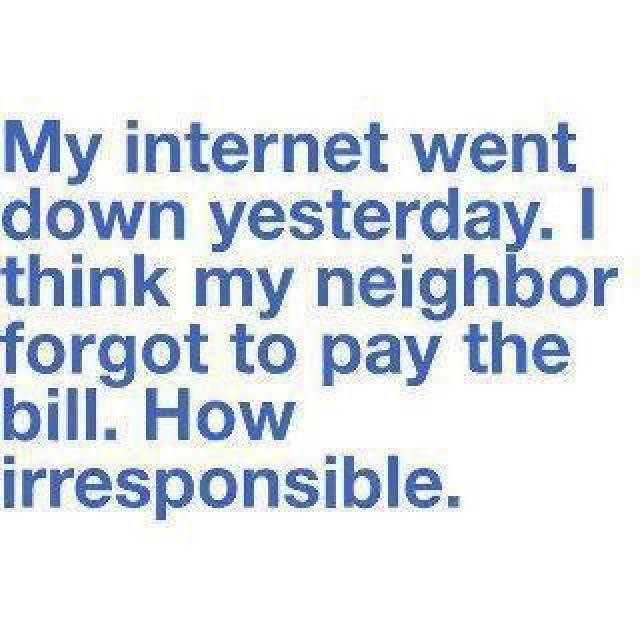 My internet went
down yesterday. I
think my neighbor
forgot to pay the
bill. How
irresponsible.